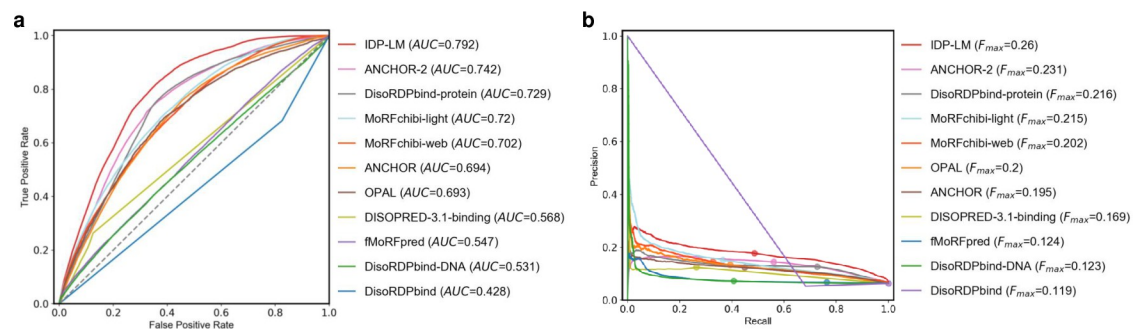 a
1.0
0.8
0.6
0.4
0.2
0.0
0.0 0.2 0.4 0.6 0.8 1.0
True Positive Rate
False Positive Rate
IDP-LM (AUC=0.792)
ANCHOR-2 (AUC=0.742)
DisoRDPbind-protein (AUC=0.729)
MoRFchibi-light (AUC=0.72)
MoRFchibi-web (AUC=0.702)
ANCHOR (AUC=0.694)
OPAL (AUC=0.693)
DISOPRED-3.1-binding (AUC=0.568)
fMoRFpred (AUC=0.547)
DisoRDPbind-DNA (AUC=0.531)
DisoRDPbind (AUC=0.428)
b
1.0
0.8
0.6
0.4
0.2
0.0
0.0 0.2 0.4 0.6 0.8 1.0
Precision
Recall
IDP-LM (Fmax=0.26)
ANCHOR-2 (Fmax=0.231)
DisoRDPbind-protein (Fmax=0.216)
MoRFchibi-light (Fmax=0.215)
MoRFchibi-web (Fmax=0.202)
OPAL (Fmax=0.2)
ANCHOR (Fmax=0.195)
DISOPRED-3.1-binding (Fmax=0.169)
fMoRFpred (Fmax=0.124)
DisoRDPbind-DNA (Fmax=0.123)
DisoRDPbind (Fmax=0.119)